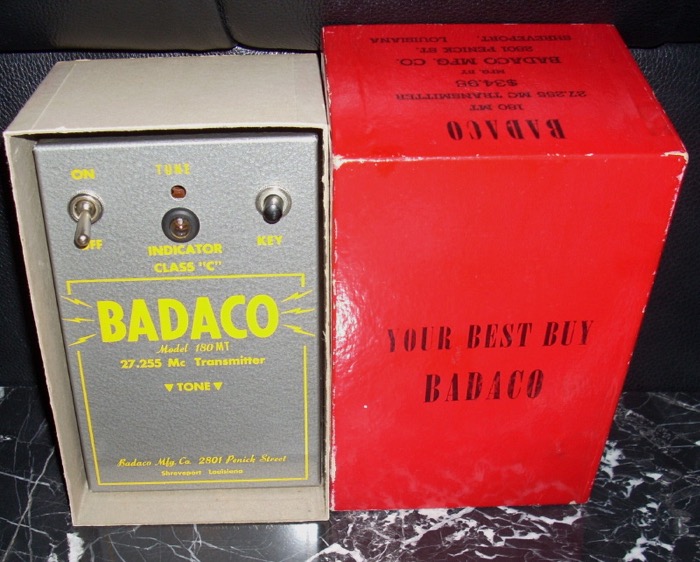 ON
TONE
OFF
INDICATOR
KEY
CLASS "C"
BADACO
Model 180 MT
27.255 Mc Transmitter
▼ TONE ▼
Badaco Mfg. Co. 2801 Penick Street
Shreveport Louisiana
BADACO
180 MT
27.255 MC TRANSMITTER
$34.95
MFG. BY
BADACO MFG. CO.
2801 PENICK ST.
SHREVEPORT, LOUISIANA
YOUR BEST BUY
BADACO